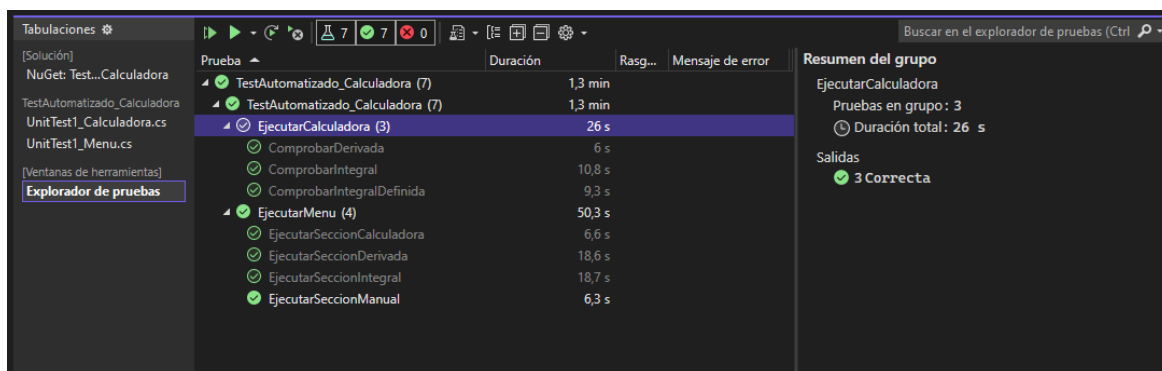 Tabulaciones
[Solución]
NuGet: Test...Calculadora
TestAutomatizado_Calculadora
UnitTest1_Calculadora.cs
UnitTest1_Menu.cs
[Ventanas de herramientas]
Explorador de pruebas
7 7 0
Buscar en el explorador de pruebas (Ctrl
Prueba Duración Rasg... Mensaje de error
TestAutomatizado_Calculadora (7) 1,3 min
TestAutomatizado_Calculadora (7) 1,3 min
EjecutarCalculadora (3) 26 s
ComprobarDerivada 6 s
ComprobarIntegral 10,8 s
ComprobarIntegralDefinida 9,3 s
EjecutarMenu (4) 50,3 s
EjecutarSeccionCalculadora 6,6 s
EjecutarSeccionDerivada 18,6 s
EjecutarSeccionIntegral 18,7 s
EjecutarSeccionManual 6,3 s
Resumen del grupo
EjecutarCalculadora
Pruebas en grupo: 3
Duración total: 26 s
Salidas
3 Correcta